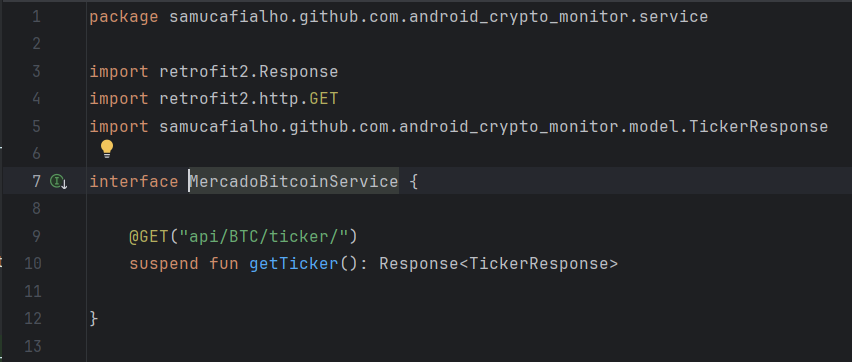 1 package samucafialho.github.com.android_crypto_monitor.service
2
3 import retrofit2.Response
4 import retrofit2.http.GET
5 import samucafialho.github.com.android_crypto_monitor.model.TickerResponse
6
7 interface MercadoBitcoinService {
8
9     @GET("api/BTC/ticker/")
10     suspend fun getTicker(): Response<TickerResponse>
11
12 }
13